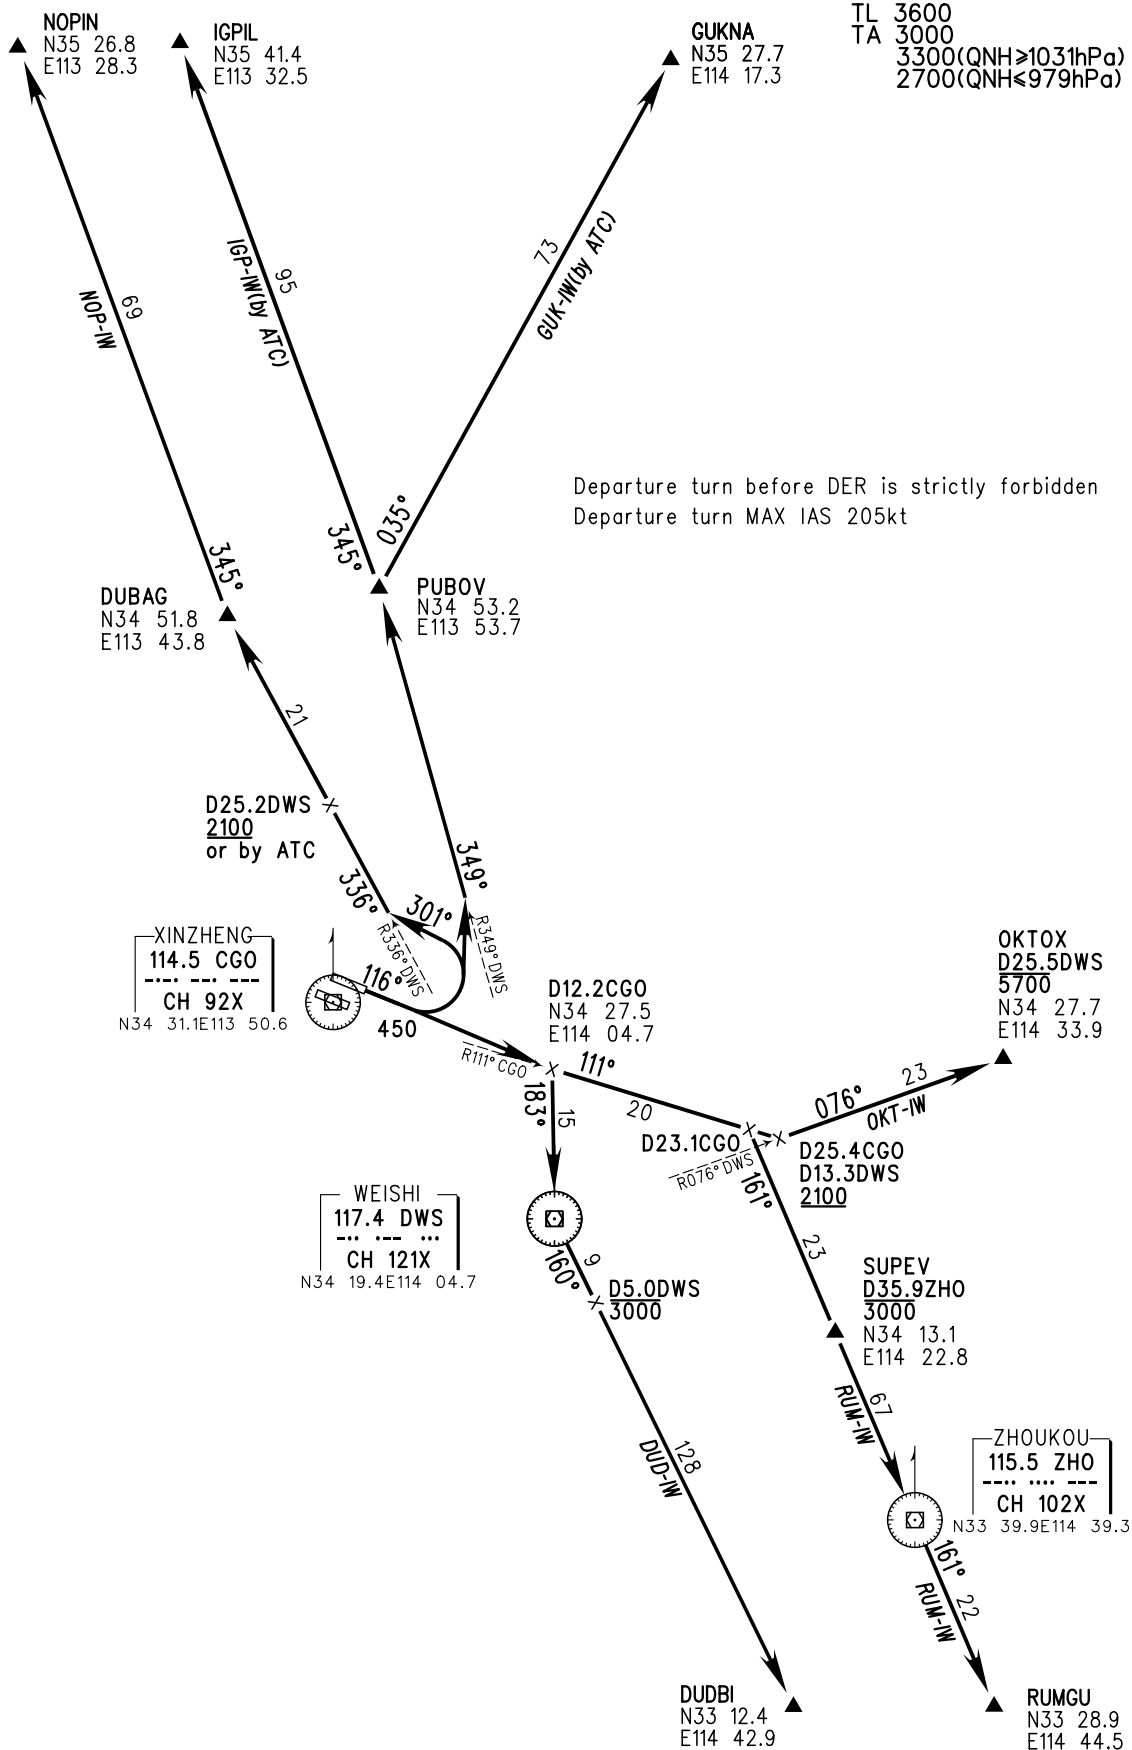 NOPIN
N35 26.8
E113 28.3
IGPIL
N35 41.4
E113 32.5
GUKNA
N35 27.7
E114 17.3
TL 3600
TA 3000
3300(QNH≥1031hPa)
2700(QNH≤979hPa)
69
NOP-IW
95
IGP-IW(by ATC)
73
GUK-IW(by ATC)
Departure turn before DER is strictly forbidden
Departure turn MAX IAS 205kt
345°
345°
035°
DUBAG
N34 51.8
E113 43.8
PUBOV
N34 53.2
E113 53.7
21
D25.2DWS
2100
or by ATC
336°
301°
349°
R336°DWS
R349°DWS
XINZHENG
114.5 CGO
-·-· --· ---
CH 92X
N34 31.1E113 50.6
116°
450
R111°CGO
D12.2CGO
N34 27.5
E114 04.7
111°
20
183°
15
OKTOX
D25.5DWS
5700
N34 27.7
E114 33.9
076°
23
OKT-IW
D23.1CGO
R076°DWS
D25.4CGO
D13.3DWS
2100
161°
23
WEISHI
117.4 DWS
-·· ·-- ···
CH 121X
N34 19.4E114 04.7
160°
9
D5.0DWS
3000
SUPEV
D35.9ZHO
3000
N34 13.1
E114 22.8
67
RUM-IW
128
DUD-IW
ZHOUKOU
115.5 ZHO
--·· ···· ---
CH 102X
N33 39.9E114 39.3
161°
22
RUM-IW
DUDBI
N33 12.4
E114 42.9
RUMGU
N33 28.9
E114 44.5